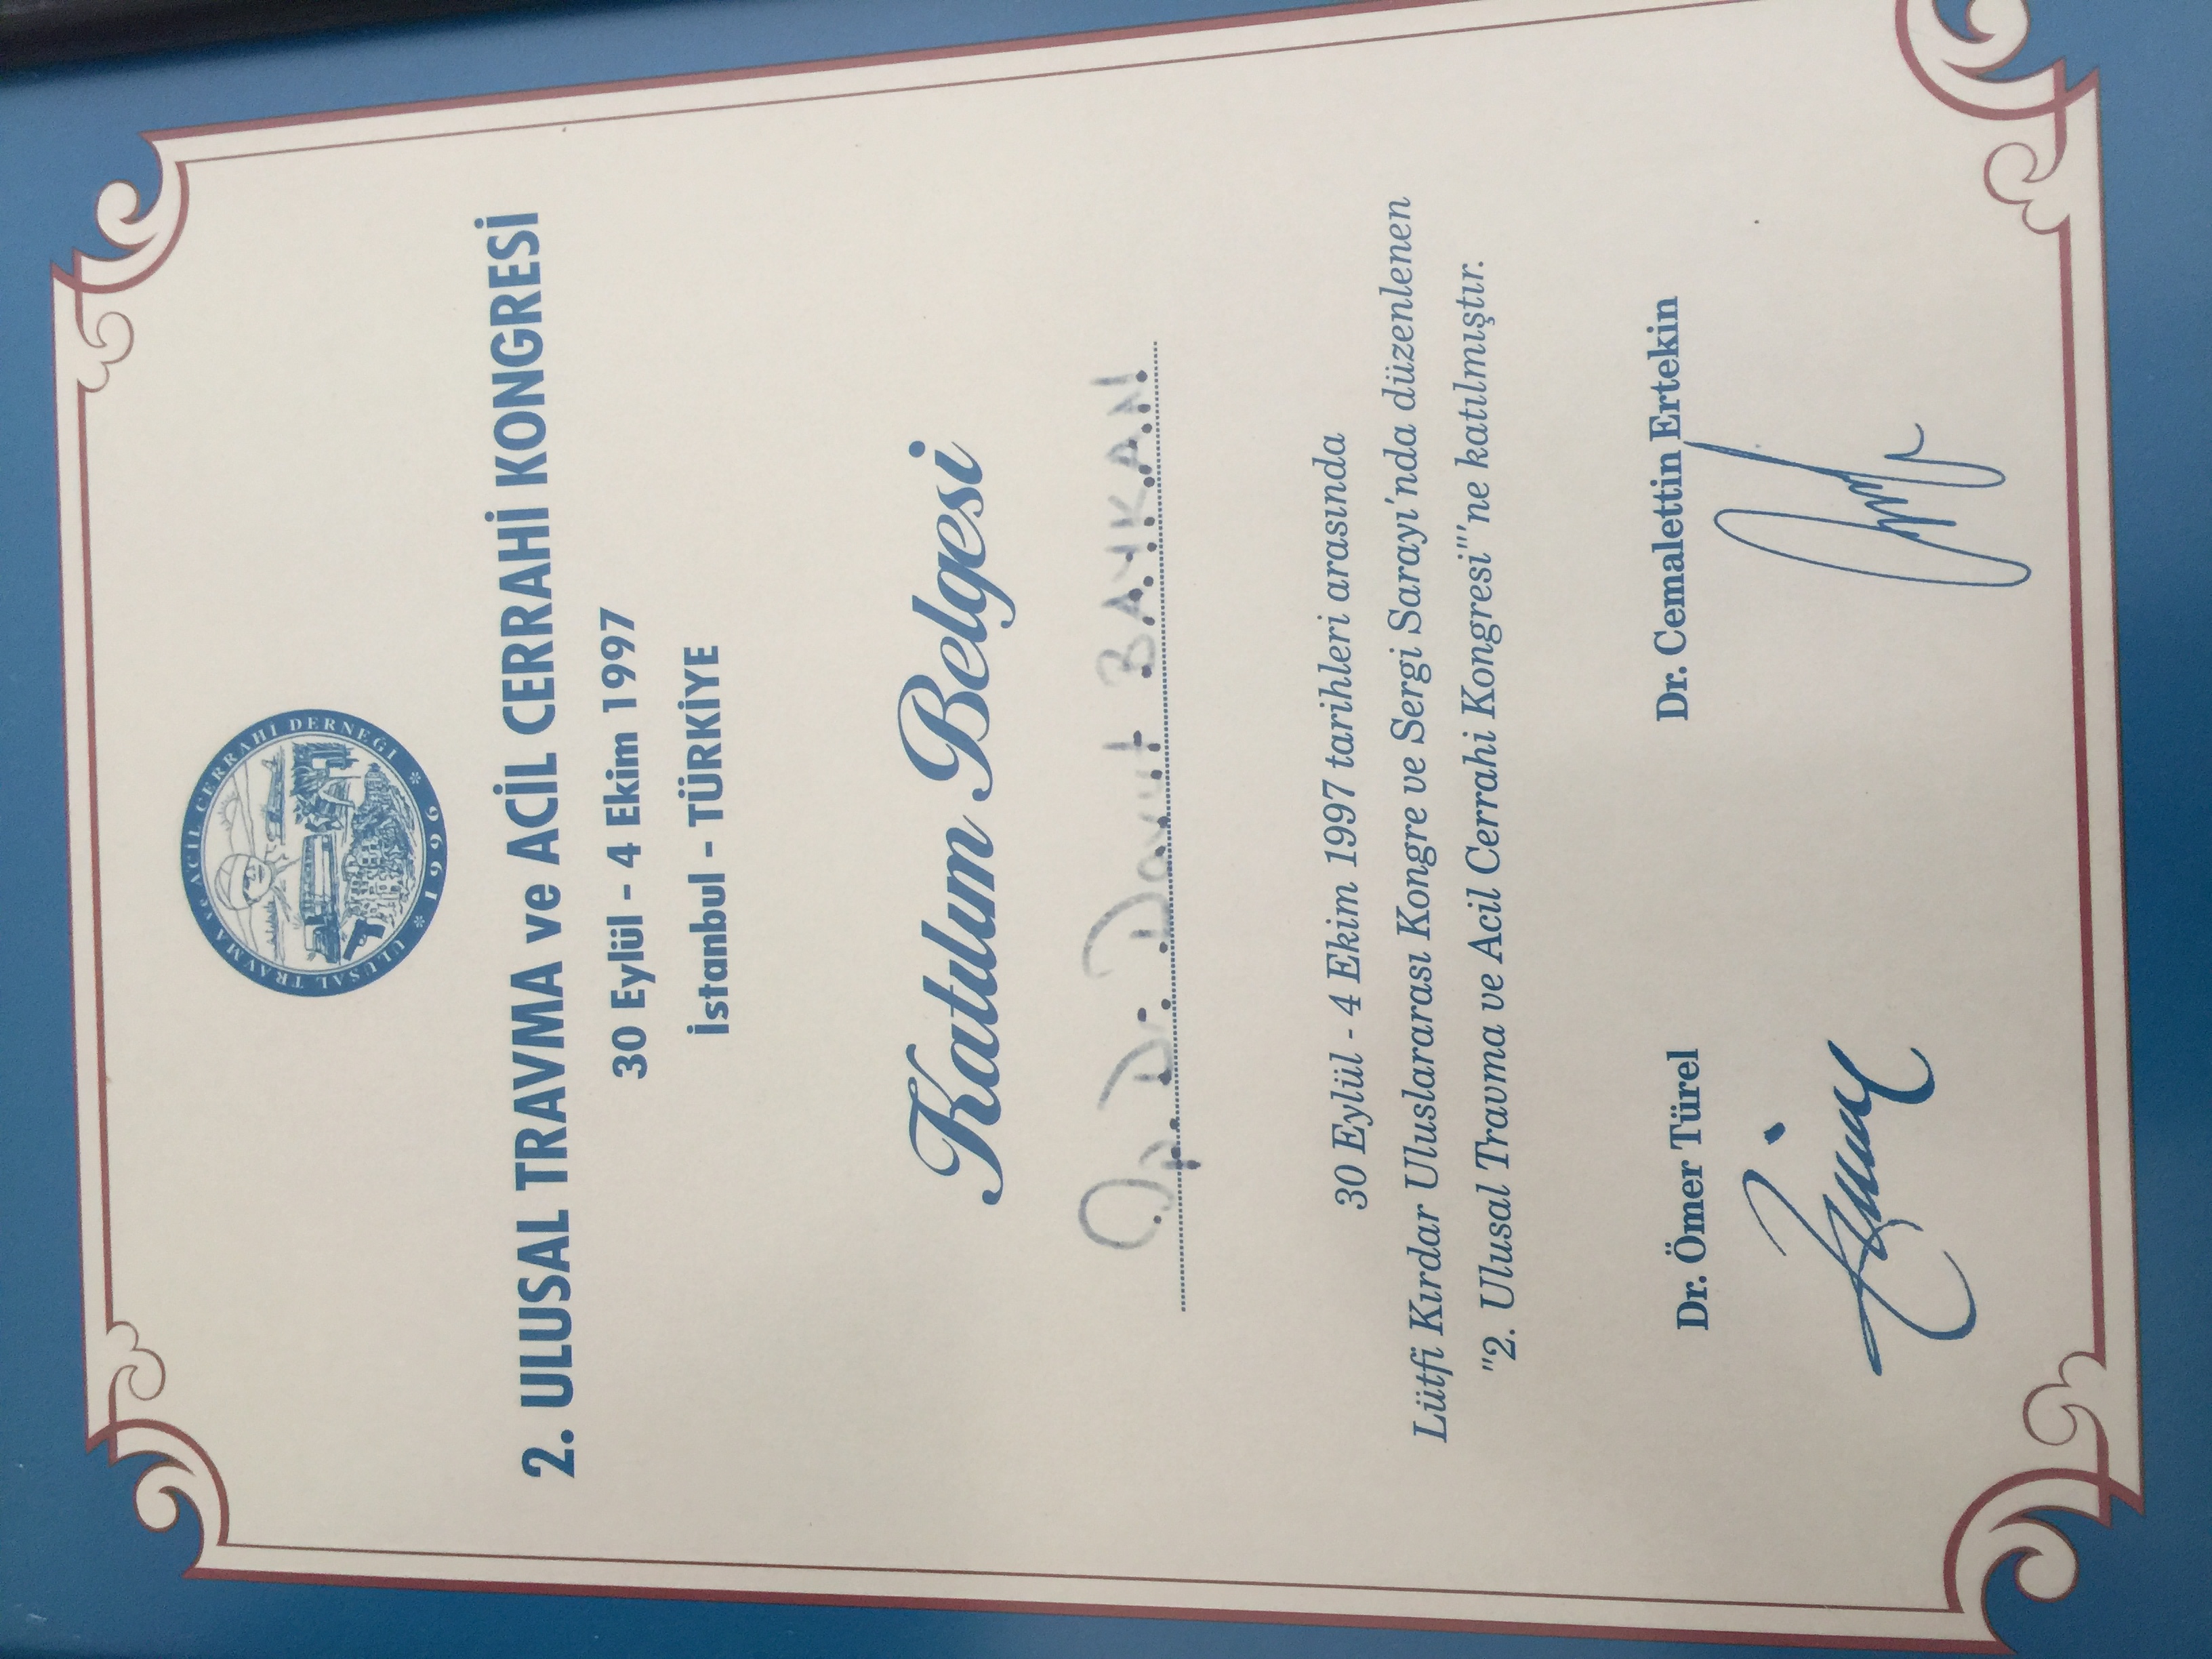 ULUSAL TRAVMA ve ACİL CERRAHİ DERNEĞİ * 1996 *
2. ULUSAL TRAVMA ve ACİL CERRAHİ KONGRESİ
30 Eylül - 4 Ekim 1997
İstanbul - TÜRKİYE
Katılım Belgesi
Op. Dr. Davut BAYKAN
30 Eylül - 4 Ekim 1997 tarihleri arasında
Lütfi Kırdar Uluslararası Kongre ve Sergi Sarayı'nda düzenlenen
"2. Ulusal Travma ve Acil Cerrahi Kongresi"'ne katılmıştır.
Dr. Ömer Türel Dr. Cemalettin Ertekin